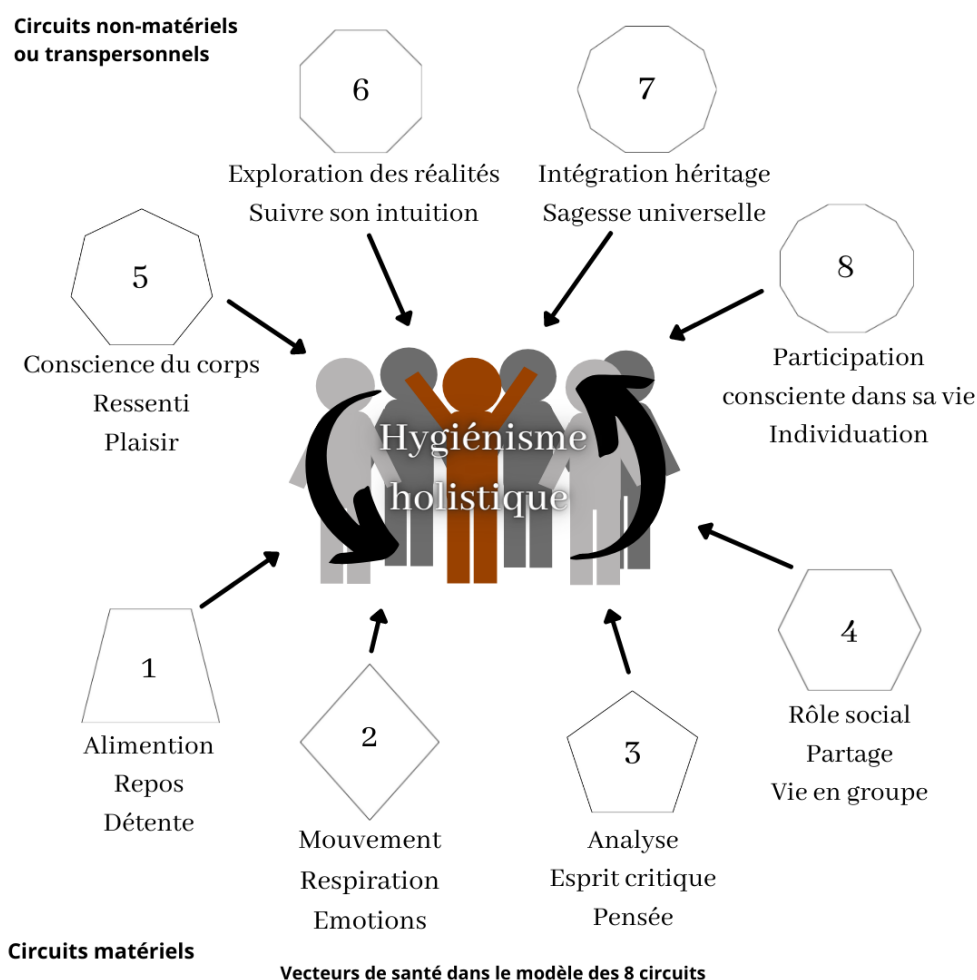 Circuits non-matériels
ou transpersonnels
6
Exploration des réalités
Suivre son intuition
7
Intégration héritage
Sagesse universelle
5
Conscience du corps
Ressenti
Plaisir
8
Participation
consciente dans sa vie
Individuation
Hygiénisme
holistique
1
Alimention
Repos
Détente
2
Mouvement
Respiration
Emotions
3
Analyse
Esprit critique
Pensée
4
Rôle social
Partage
Vie en groupe
Circuits matériels
Vecteurs de santé dans le modèle des 8 circuits